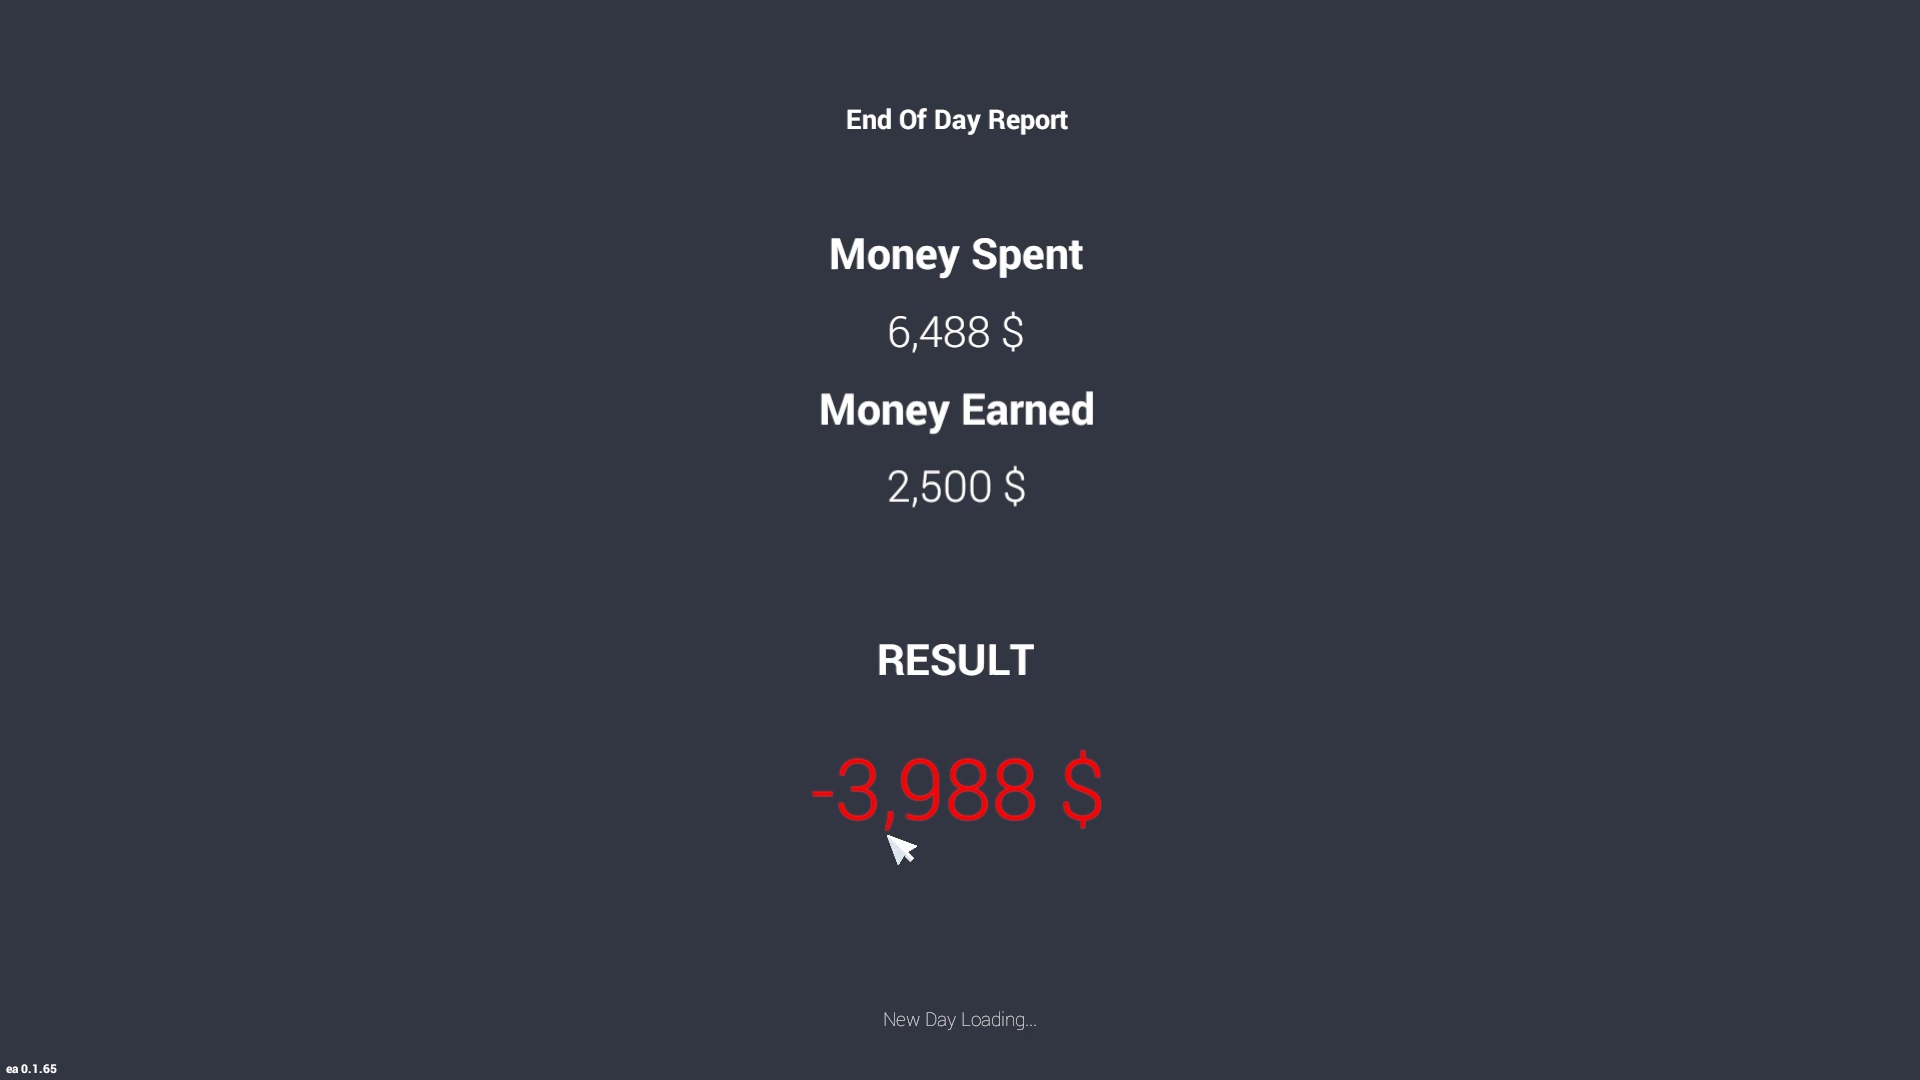 End Of Day Report
Money Spent
6,488 $
Money Earned
2,500 $
RESULT
-3,988 $
New Day Loading...
ea 0.1.65